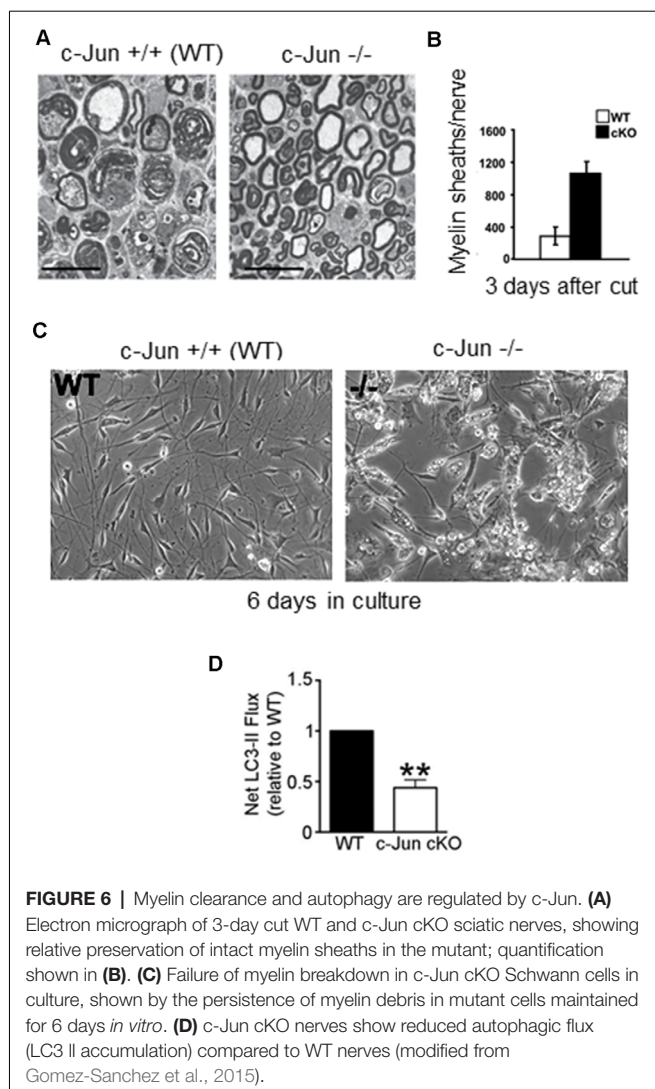 A
c-Jun +/+ (WT)
c-Jun -/-
B
WT
cKO
Myelin sheaths/nerve
1600
1200
800
400
0
3 days after cut
C
c-Jun +/+ (WT)
c-Jun -/-
WT
-/-
6 days in culture
D
Net LC3-II Flux
(relative to WT)
1.5
1
0.5
0
**
WT
c-Jun cKO
FIGURE 6 | Myelin clearance and autophagy are regulated by c-Jun. (A)
Electron micrograph of 3-day cut WT and c-Jun cKO sciatic nerves, showing
relative preservation of intact myelin sheaths in the mutant; quantification
shown in (B). (C) Failure of myelin breakdown in c-Jun cKO Schwann cells in
culture, shown by the persistence of myelin debris in mutant cells maintained
for 6 days in vitro. (D) c-Jun cKO nerves show reduced autophagic flux
(LC3 II accumulation) compared to WT nerves (modified from
Gomez-Sanchez et al., 2015).